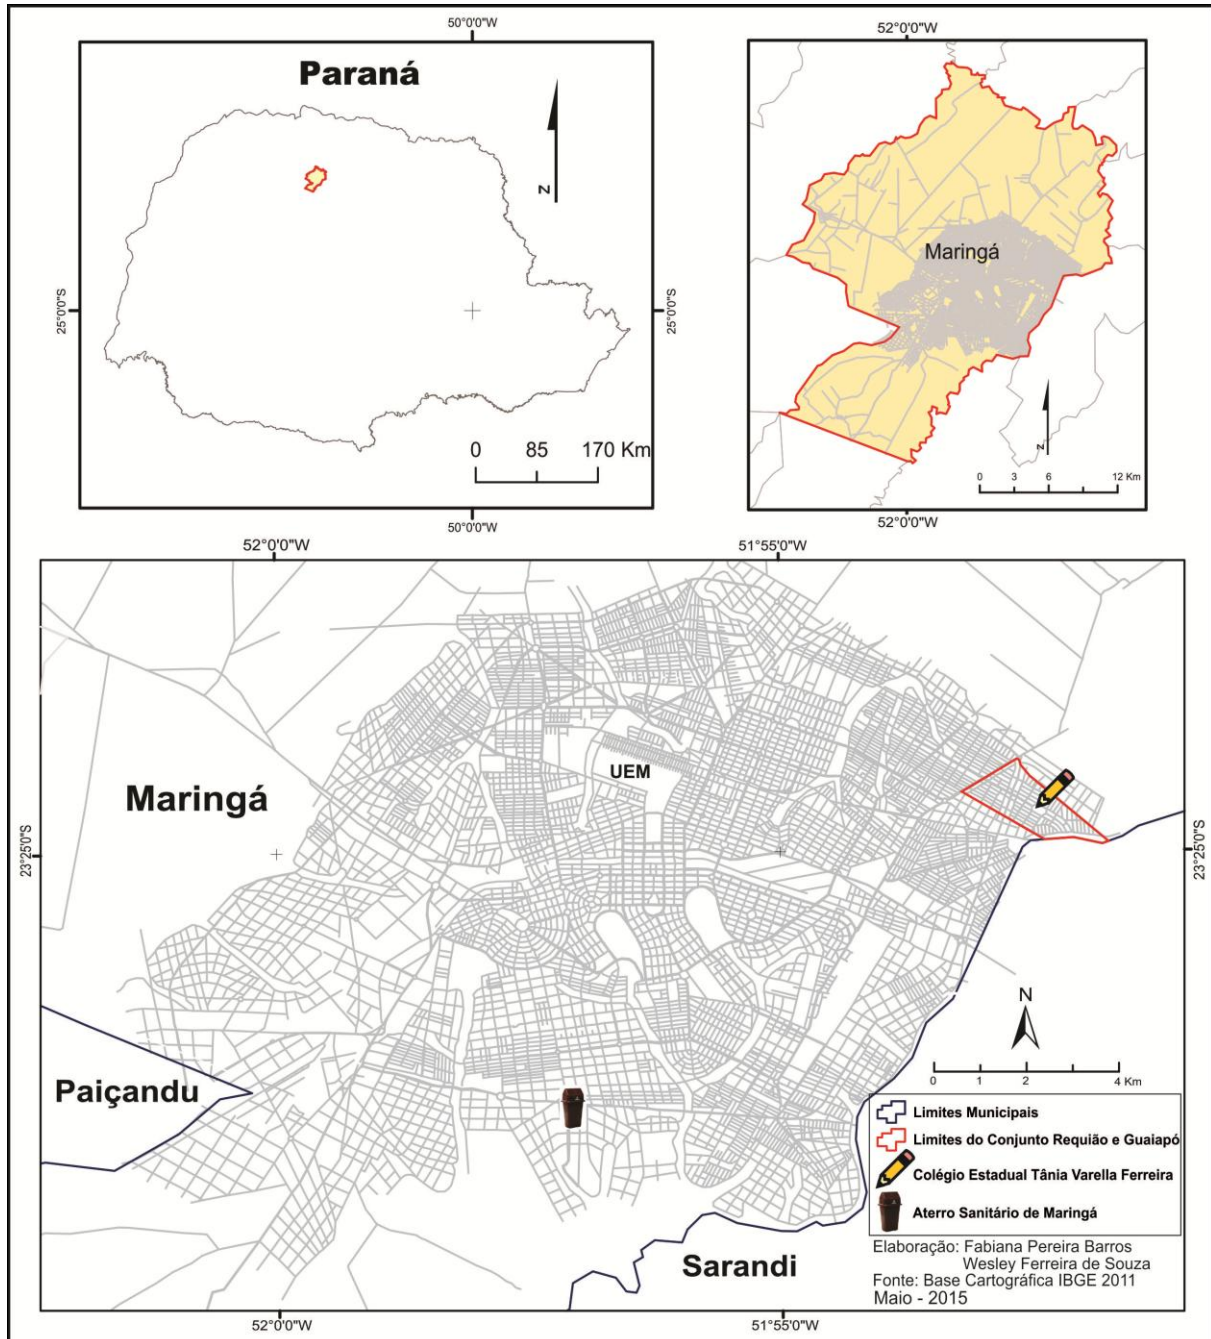 50°0'0"W
Paraná
N
25°0'0"S
25°0'0"S
0 85 170 Km
50°0'0"W
52°0'0"W
Maringá
N
0 3 6 12 Km
52°0'0"W
52°0'0"W
51°55'0"W
UEM
Maringá
23°25'0"S
23°25'0"S
N
0 1 2 4 Km
Paiçandu
Limites Municipais
Limites do Conjunto Requião e Guaiapó
Colégio Estadual Tânia Varella Ferreira
Aterro Sanitário de Maringá
Sarandi
Elaboração: Fabiana Pereira Barros
Wesley Ferreira de Souza
Fonte: Base Cartográfica IBGE 2011
Maio - 2015
52°0'0"W
51°55'0"W